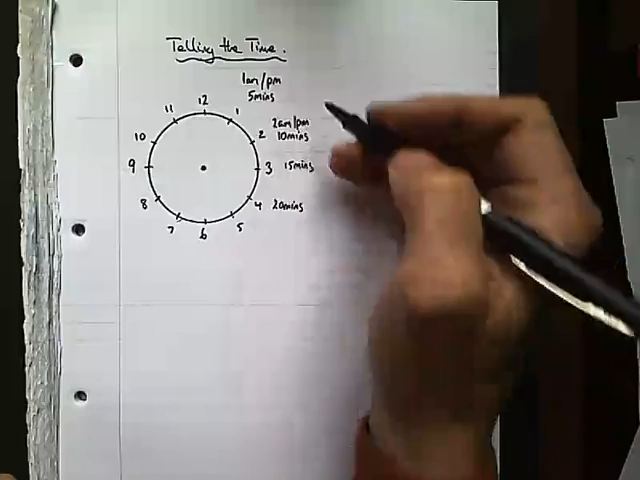 Telling the Time.
1am/pm
5mins
12
11
1
2am/pm
10
2 10mins
9
3 15mins
8
4 20mins
7
5
6